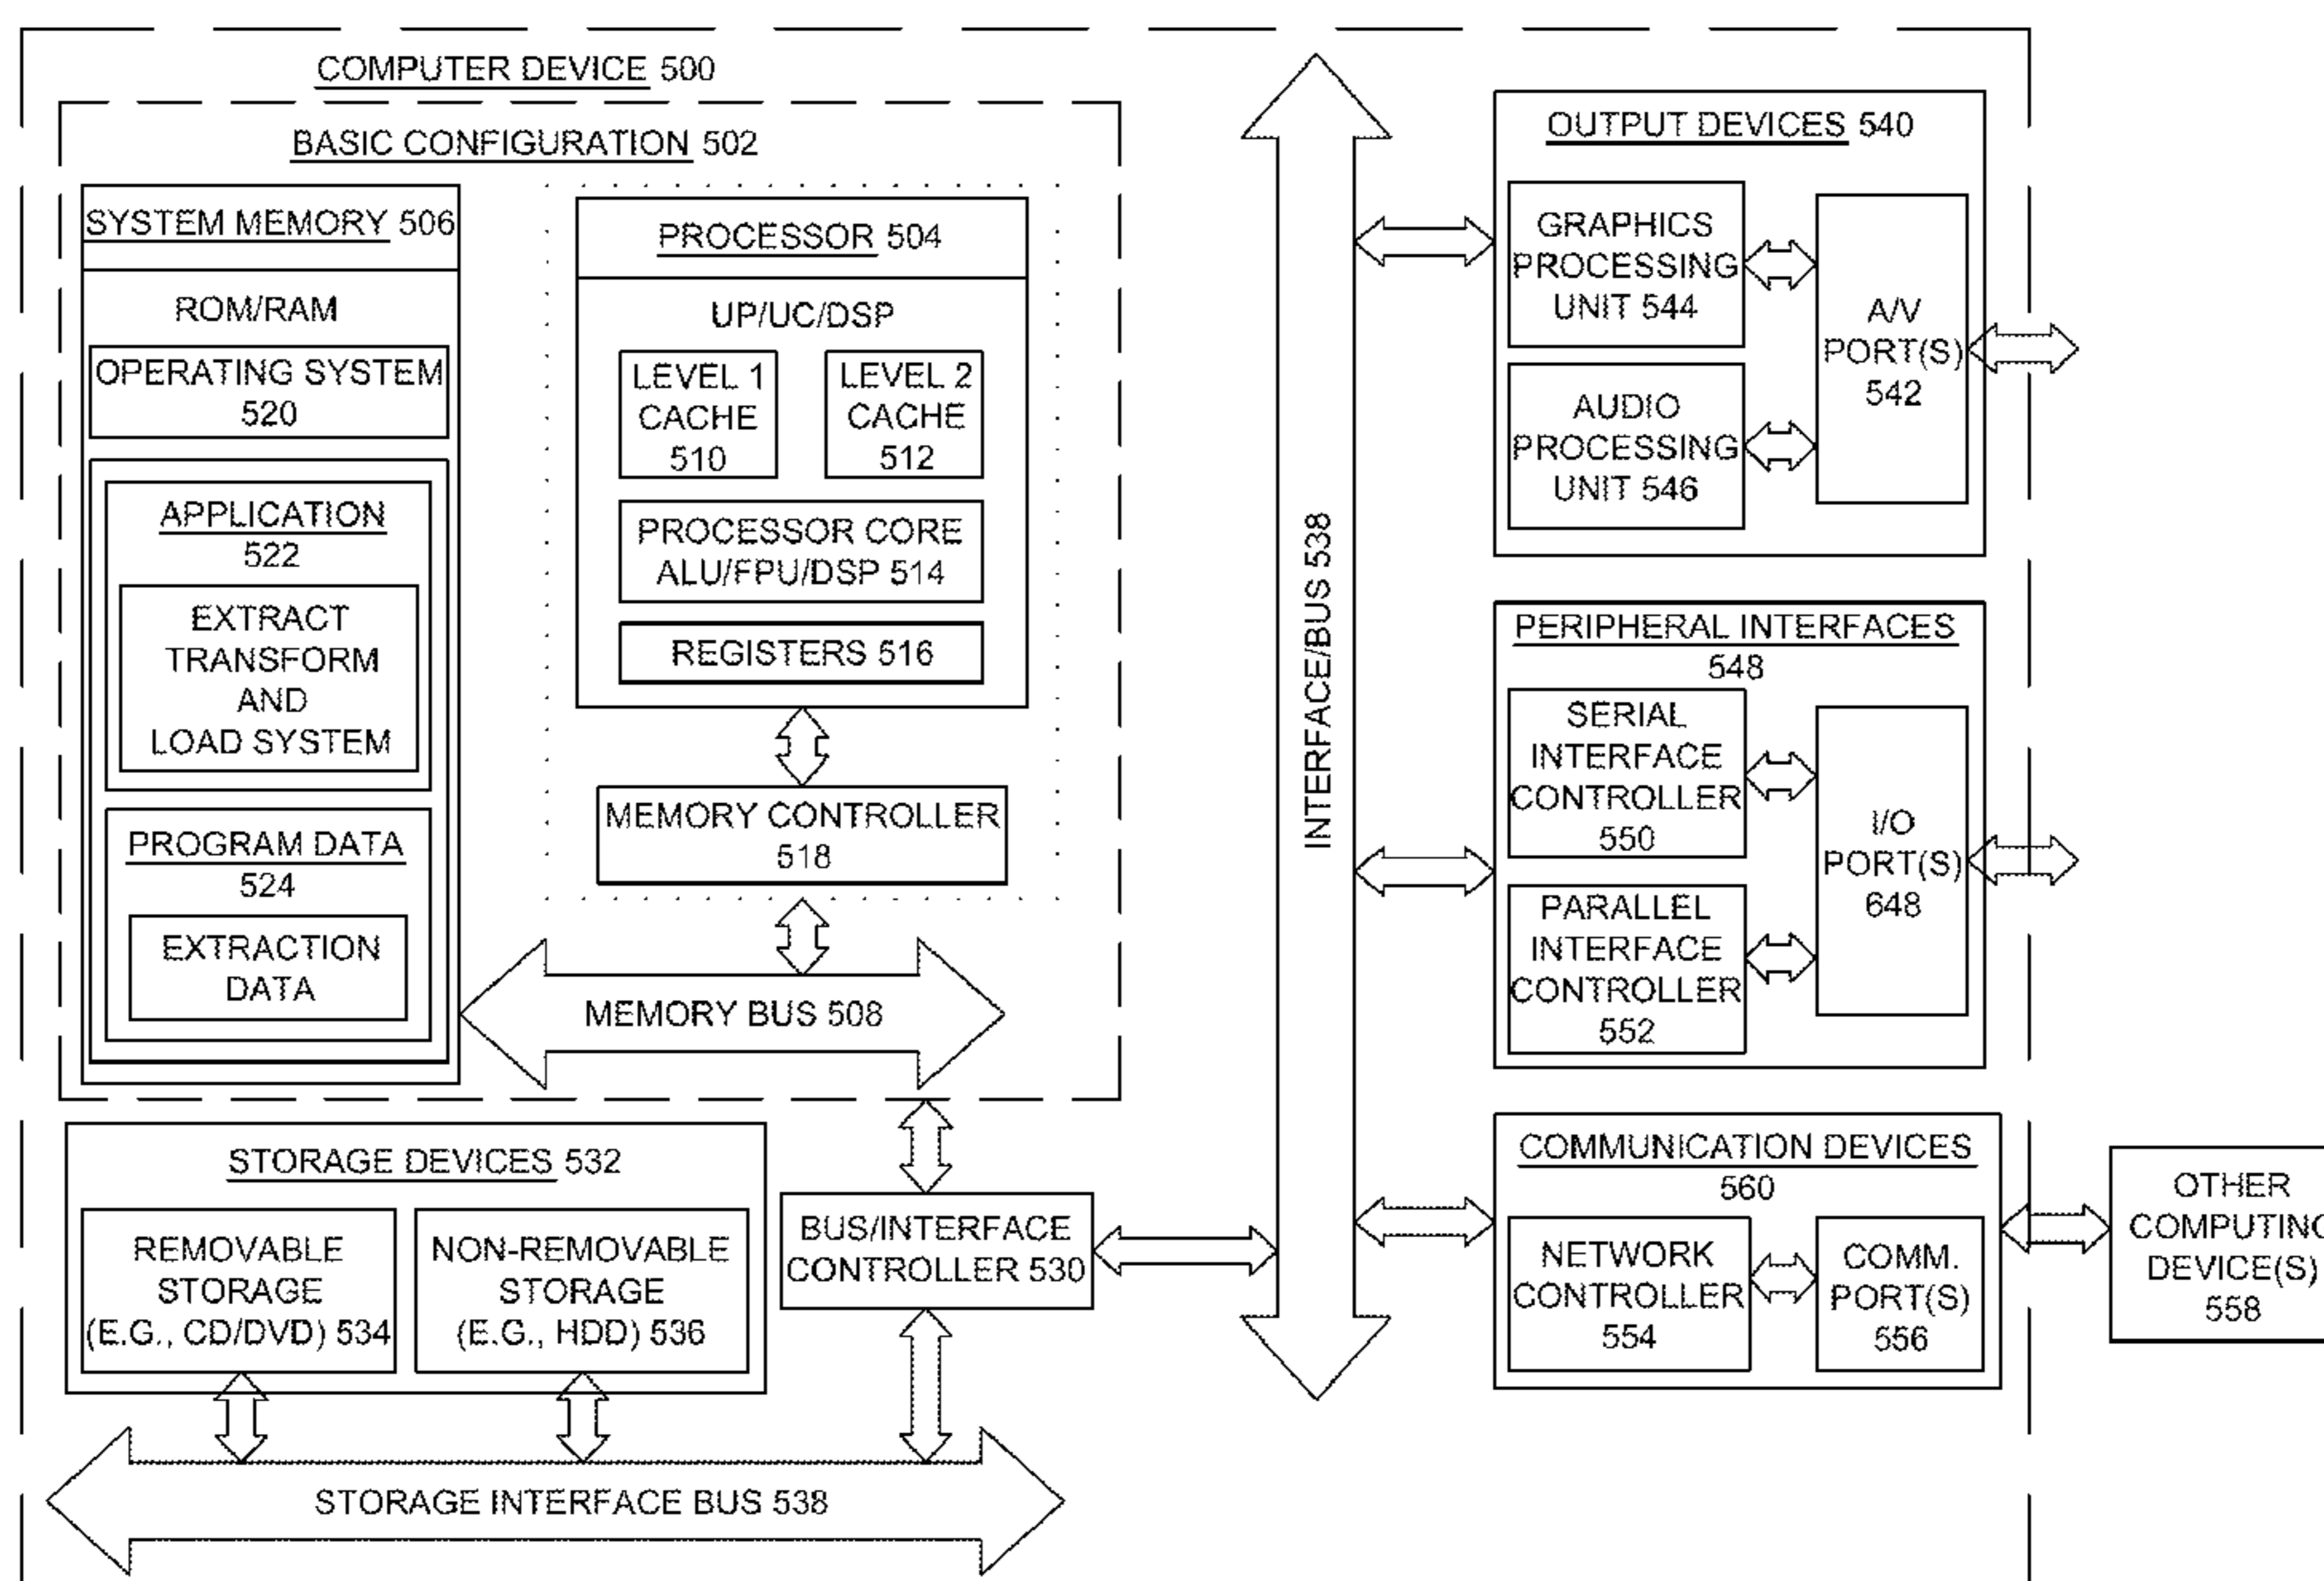 COMPUTER DEVICE 500
BASIC CONFIGURATION 502
SYSTEM MEMORY 506
ROM/RAM
OPERATING SYSTEM
520
APPLICATION
522
EXTRACT
TRANSFORM
AND
LOAD SYSTEM
PROGRAM DATA
524
EXTRACTION
DATA
PROCESSOR 504
UP/UC/DSP
LEVEL 1
CACHE
510
LEVEL 2
CACHE
512
PROCESSOR CORE
ALU/FPU/DSP 514
REGISTERS 516
MEMORY CONTROLLER
518
MEMORY BUS 508
STORAGE DEVICES 532
REMOVABLE
STORAGE
(E.G., CD/DVD) 534
NON-REMOVABLE
STORAGE
(E.G., HDD) 536
BUS/INTERFACE
CONTROLLER 530
STORAGE INTERFACE BUS 538
INTERFACE/BUS 538
OUTPUT DEVICES 540
GRAPHICS
PROCESSING
UNIT 544
AUDIO
PROCESSING
UNIT 546
A/V
PORT(S)
542
PERIPHERAL INTERFACES
548
SERIAL
INTERFACE
CONTROLLER
550
PARALLEL
INTERFACE
CONTROLLER
552
I/O
PORT(S)
648
COMMUNICATION DEVICES
560
NETWORK
CONTROLLER
554
COMM.
PORT(S)
556
OTHER
COMPUTING
DEVICE(S)
558